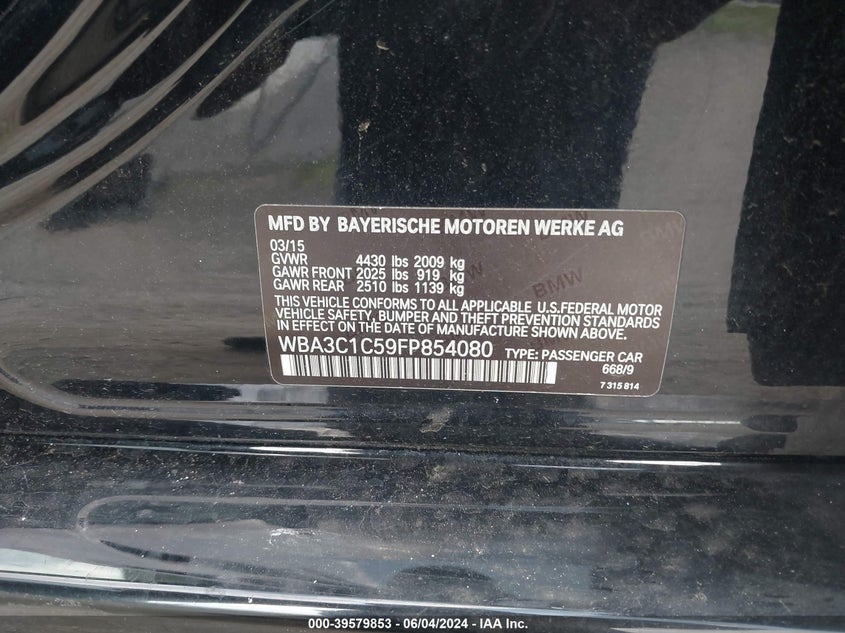 MFD BY BAYERISCHE MOTOREN WERKE AG
03/15
GVWR 4430 lbs 2009 kg
GAWR FRONT 2025 lbs 919 kg
GAWR REAR 2510 lbs 1139 kg
THIS VEHICLE CONFORMS TO ALL APPLICABLE U.S.FEDERAL MOTOR
VEHICLE SAFETY, BUMPER AND THEFT PREVENTION STANDARDS
IN EFFECT ON THE DATE OF MANUFACTURE SHOWN ABOVE.
WBA3C1C59FP854080 TYPE: PASSENGER CAR
668/9
7 315 814
BMW
000-39579853 - 06/04/2024 - IAA Inc.